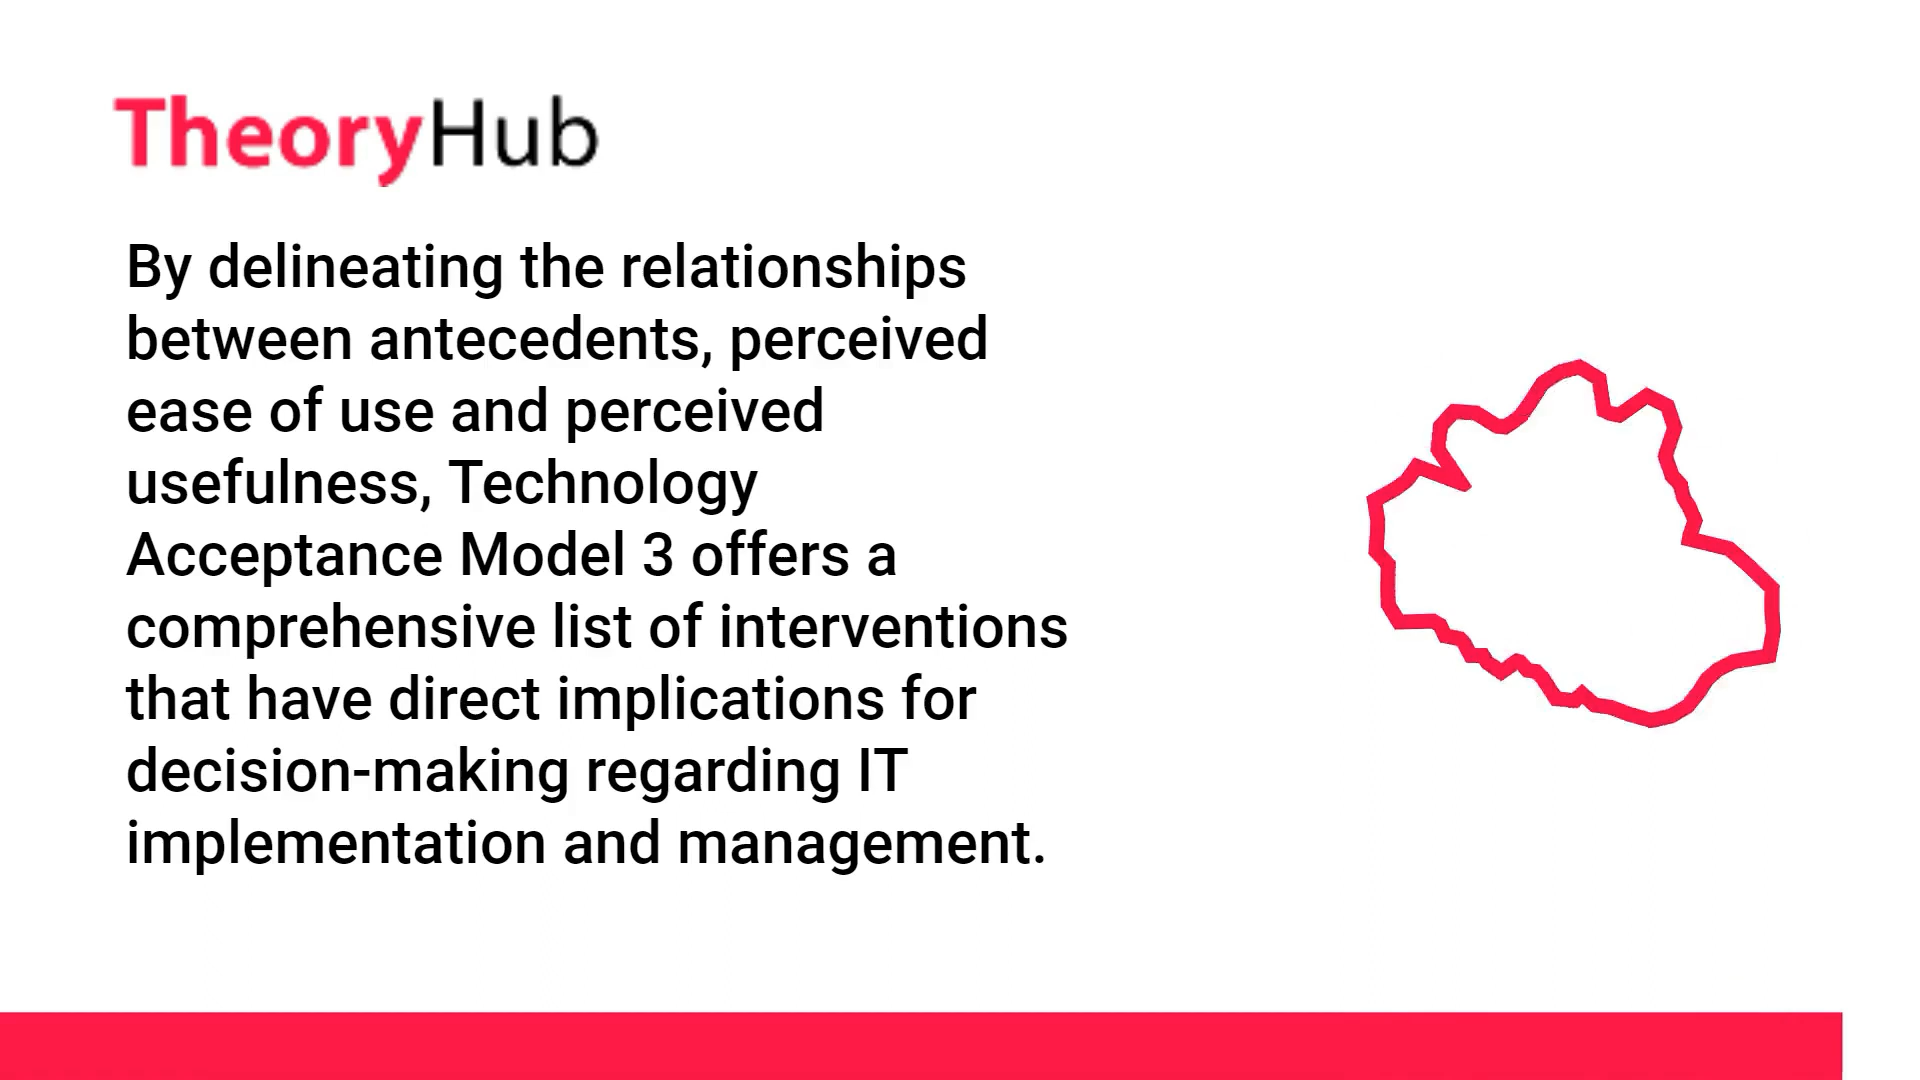 TheoryHub
By delineating the relationships
between antecedents, perceived
ease of use and perceived
usefulness, Technology
Acceptance Model 3 offers a
comprehensive list of interventions
that have direct implications for
decision-making regarding IT
implementation and management.